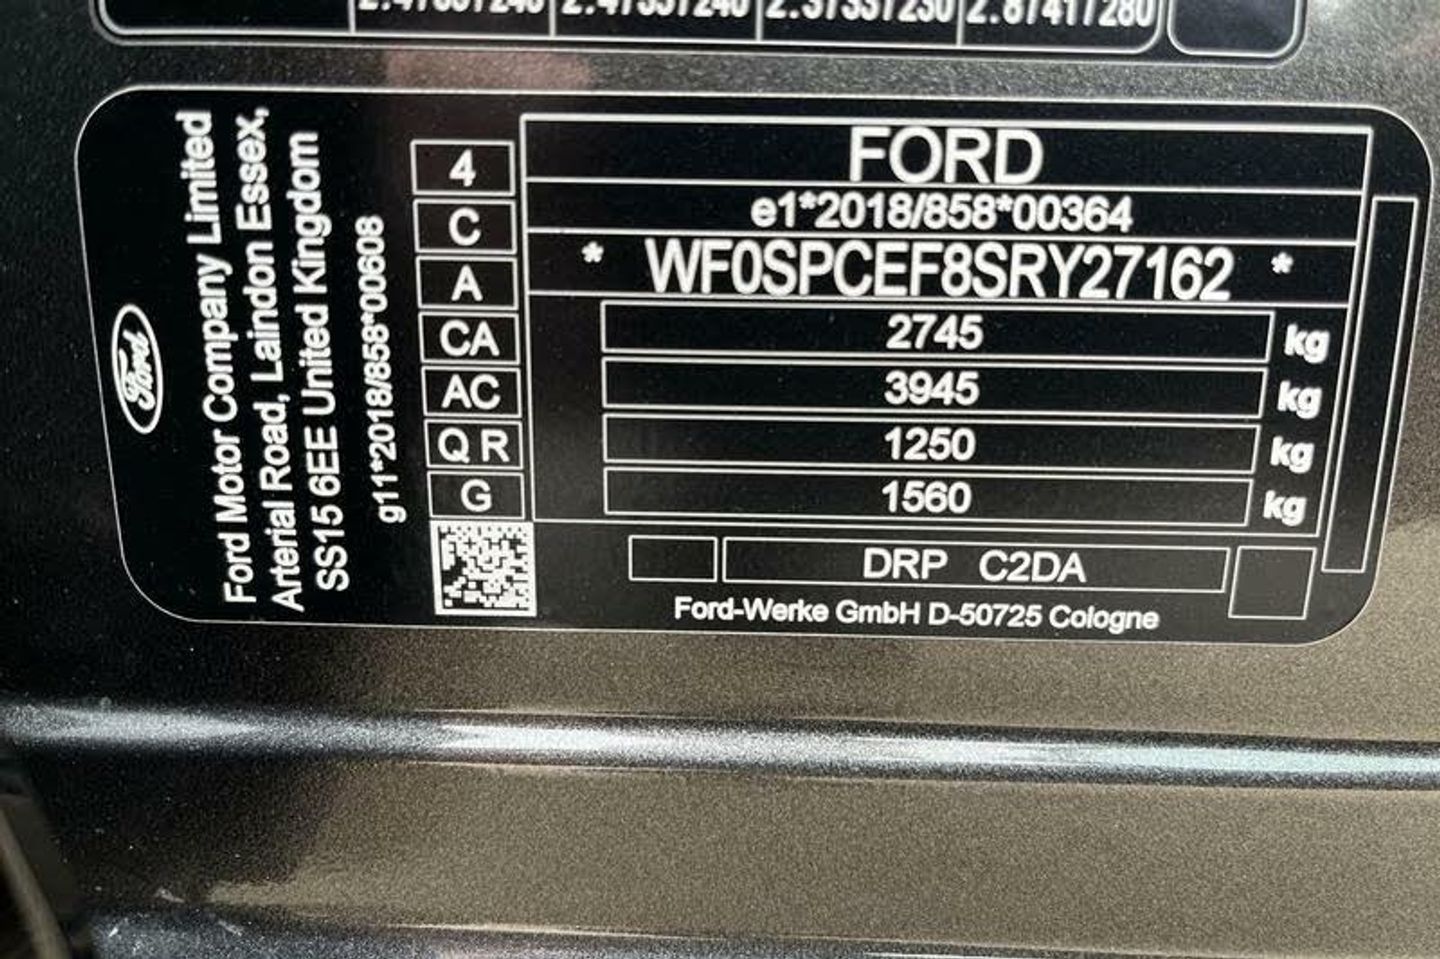 FORD
e1*2018/858*00364
* WF0SPCEF8SRY27162 *
2745 kg
3945 kg
1250 kg
1560 kg
DRP C2DA
Ford-Werke GmbH D-50725 Cologne
4
C
A
CA
AC
Q R
G
Ford
Ford Motor Company Limited
Arterial Road, Laindon Essex,
SS15 6EE United Kingdom
g11*2018/858*00608